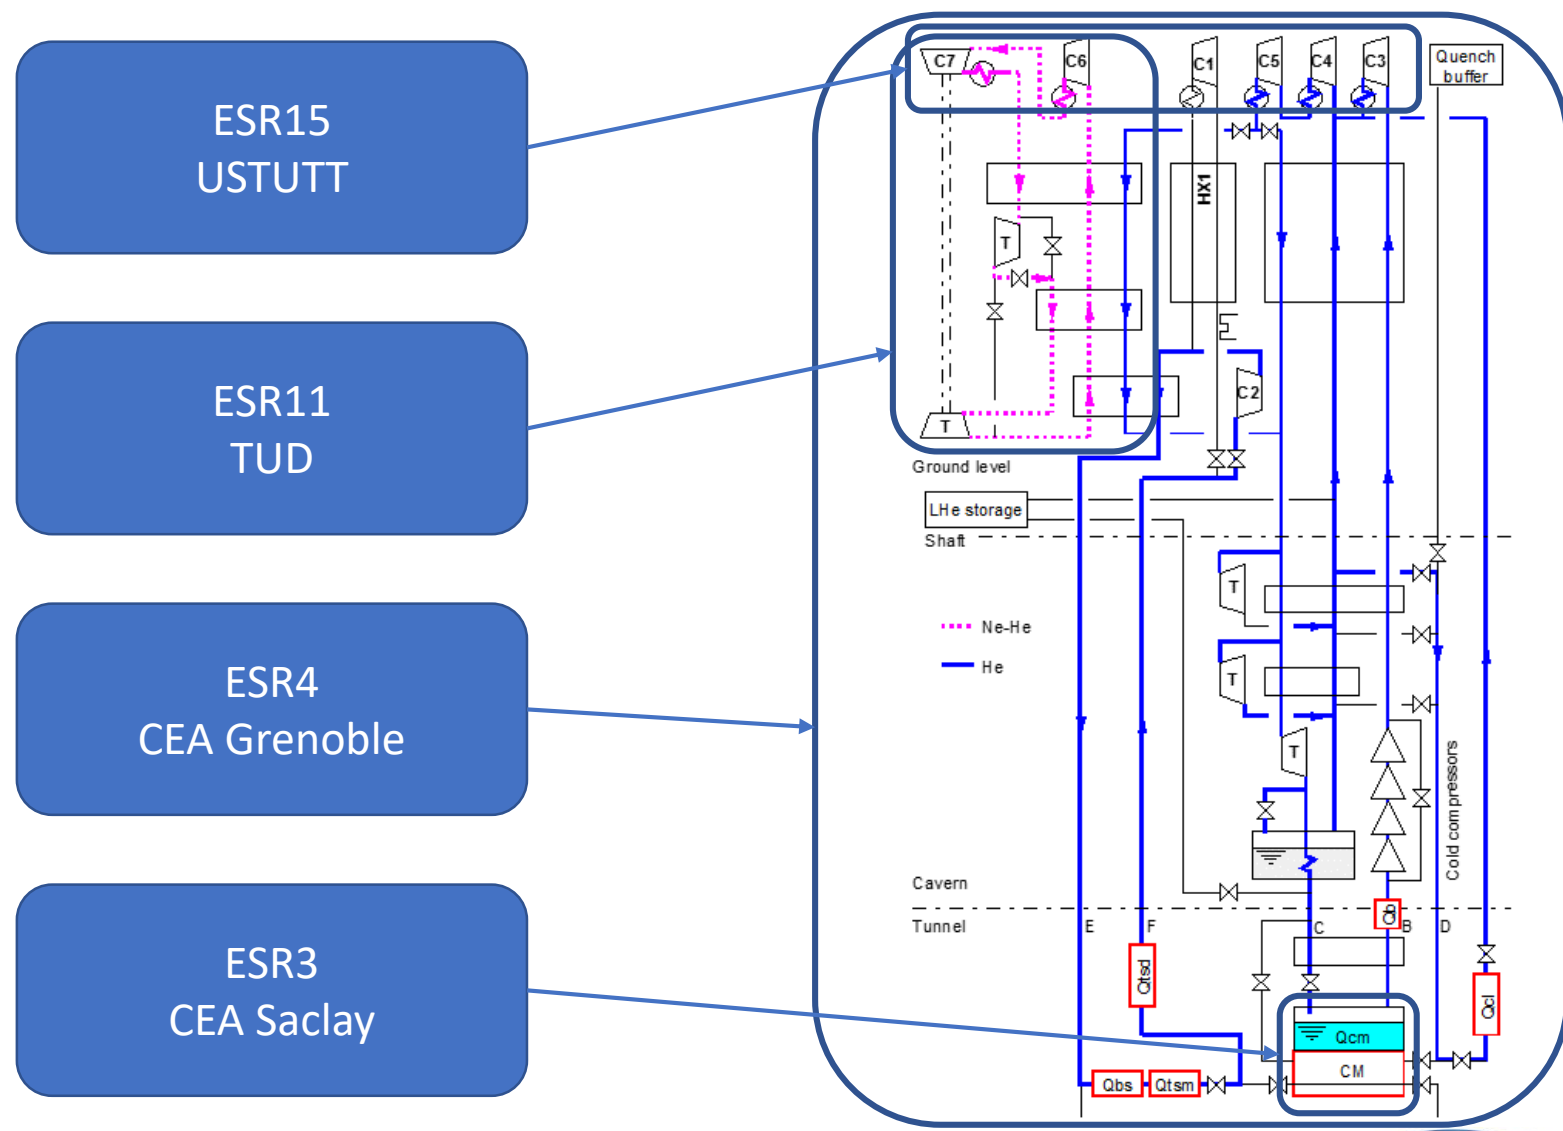 ESR15
USTUTT
ESR11
TUD
ESR4
CEA Grenoble
ESR3
CEA Saclay
C7
C6
C1
C5
C4
C3
Quench
buffer
HX1
T
C2
T
Ground level
LHe storage
Shaft
T
Ne-He
He
T
T
Cold compressors
Cavern
Tunnel
E
F
C
B
D
Qtsd
Qcl
Qcm
CM
Qbs
Qtsm